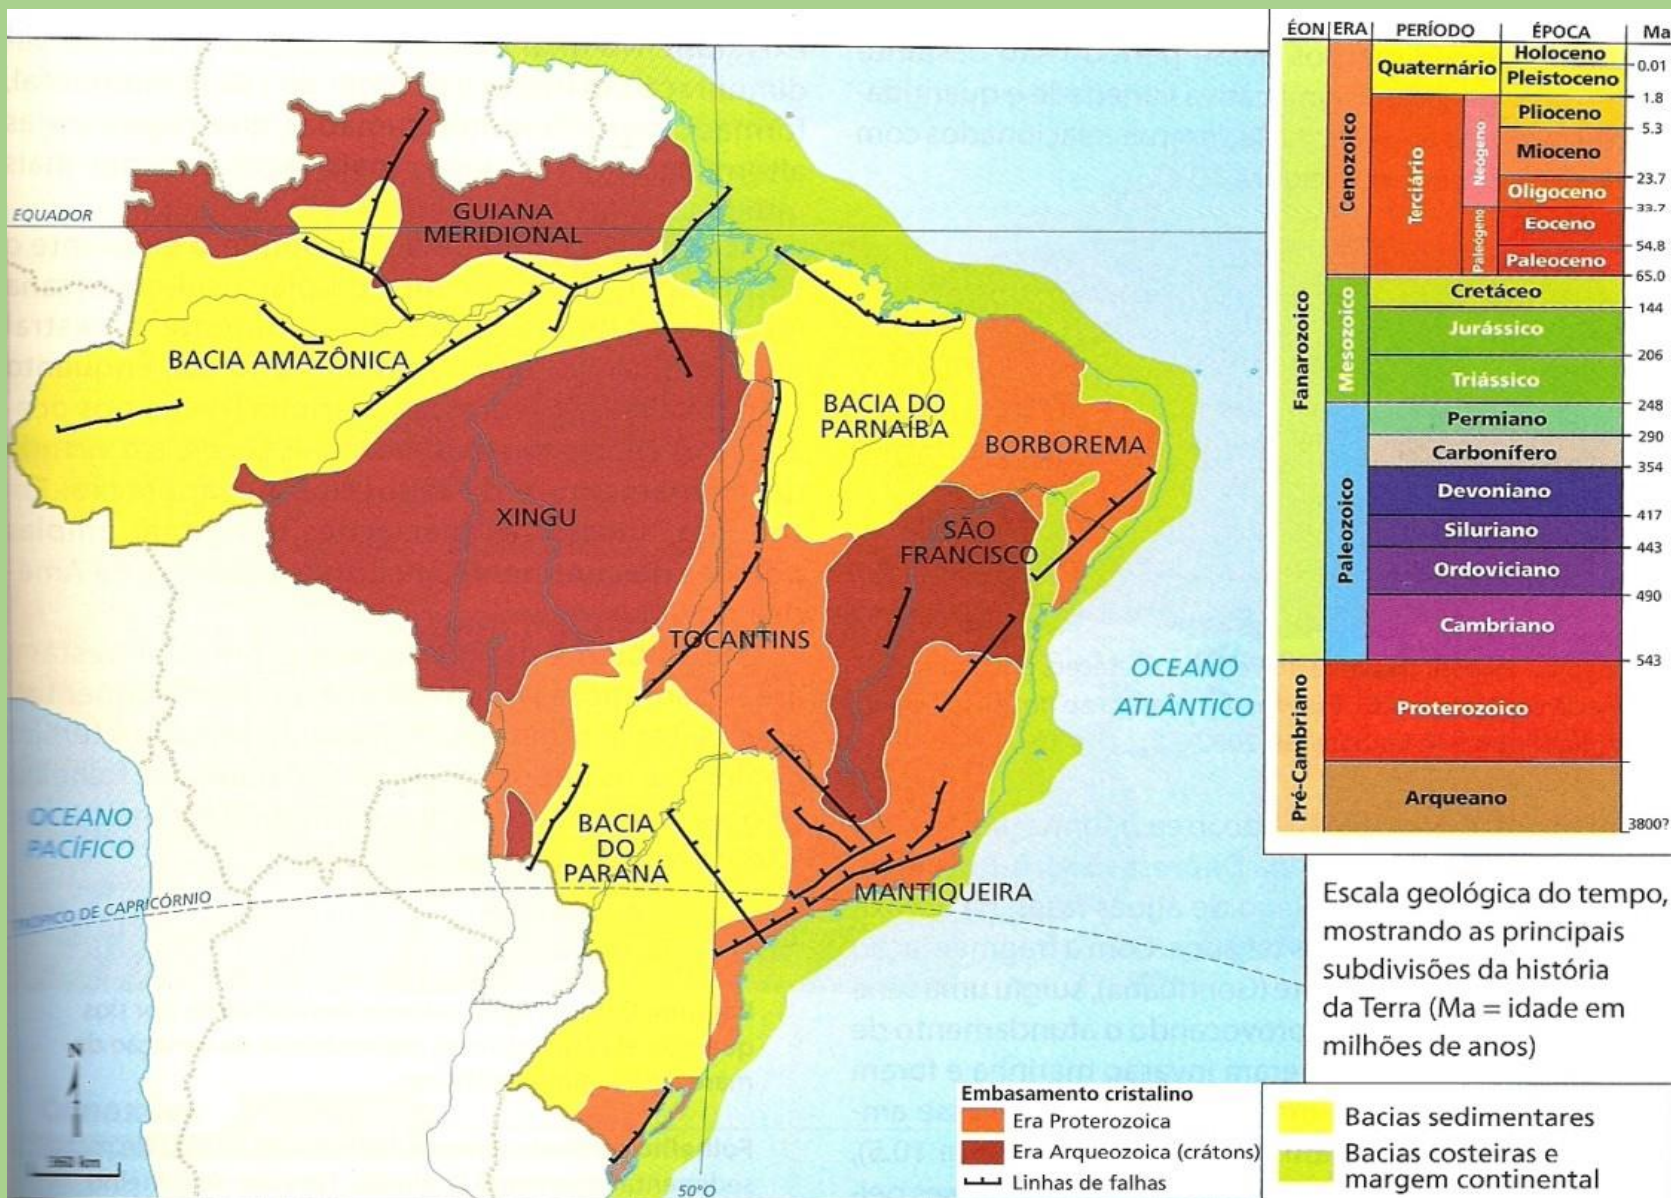 ÉON ERA PERÍODO ÉPOCA Ma
Fanarozoico
Pré-Cambriano
Cenozoico
Mesozoico
Paleozoico
Quaternário
Terciário
Neógeno
Paleógeno
Holoceno
Pleistoceno
Plioceno
Mioceno
Oligoceno
Eoceno
Paleoceno
Cretáceo
Jurássico
Triássico
Permiano
Carbonífero
Devoniano
Siluriano
Ordoviciano
Cambriano
Proterozoico
Arqueano
0.01
1.8
5.3
23.7
33.7
54.8
65.0
144
206
248
290
354
417
443
490
543
3800?
EQUADOR
GUIANA
MERIDIONAL
BACIA AMAZÔNICA
BACIA DO
PARNAÍBA
BORBOREMA
XINGU
SÃO
FRANCISCO
TOCANTINS
OCEANO
ATLÂNTICO
OCEANO
PACÍFICO
BACIA
DO
PARANÁ
MANTIQUEIRA
TRÓPICO DE CAPRICÓRNIO
N
360 km
50°O
Escala geológica do tempo,
mostrando as principais
subdivisões da história
da Terra (Ma = idade em
milhões de anos)
Embasamento cristalino
Era Proterozoica
Era Arqueozoica (crátons)
Linhas de falhas
Bacias sedimentares
Bacias costeiras e
margem continental